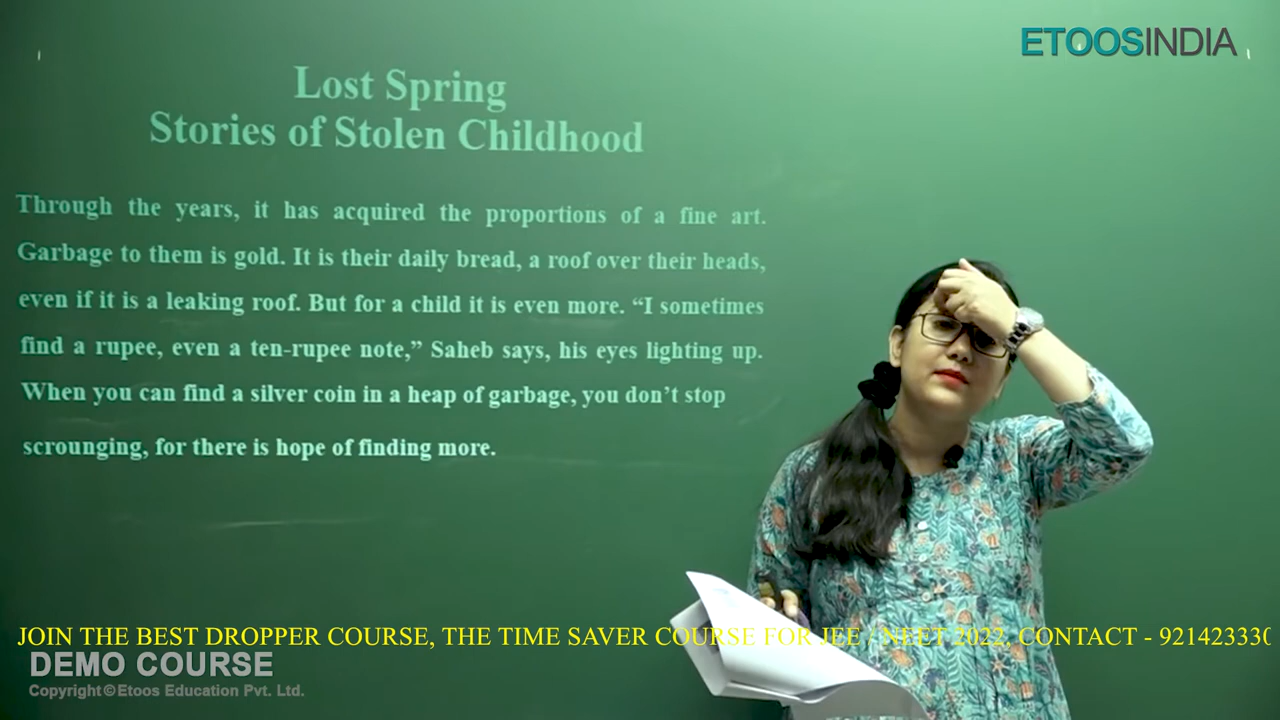 ETOOSINDIA
Lost Spring
Stories of Stolen Childhood
Through the years, it has acquired the proportions of a fine art.
Garbage to them is gold. It is their daily bread, a roof over their heads,
even if it is a leaking roof. But for a child it is even more. “I sometimes
find a rupee, even a ten-rupee note,” Saheb says, his eyes lighting up.
When you can find a silver coin in a heap of garbage, you don’t stop
scrounging, for there is hope of finding more.
JOIN THE BEST DROPPER COURSE, THE TIME SAVER COURSE FOR JEE / NEET 2022. CONTACT - 921423330
DEMO COURSE
Copyright © Etoos Education Pvt. Ltd.